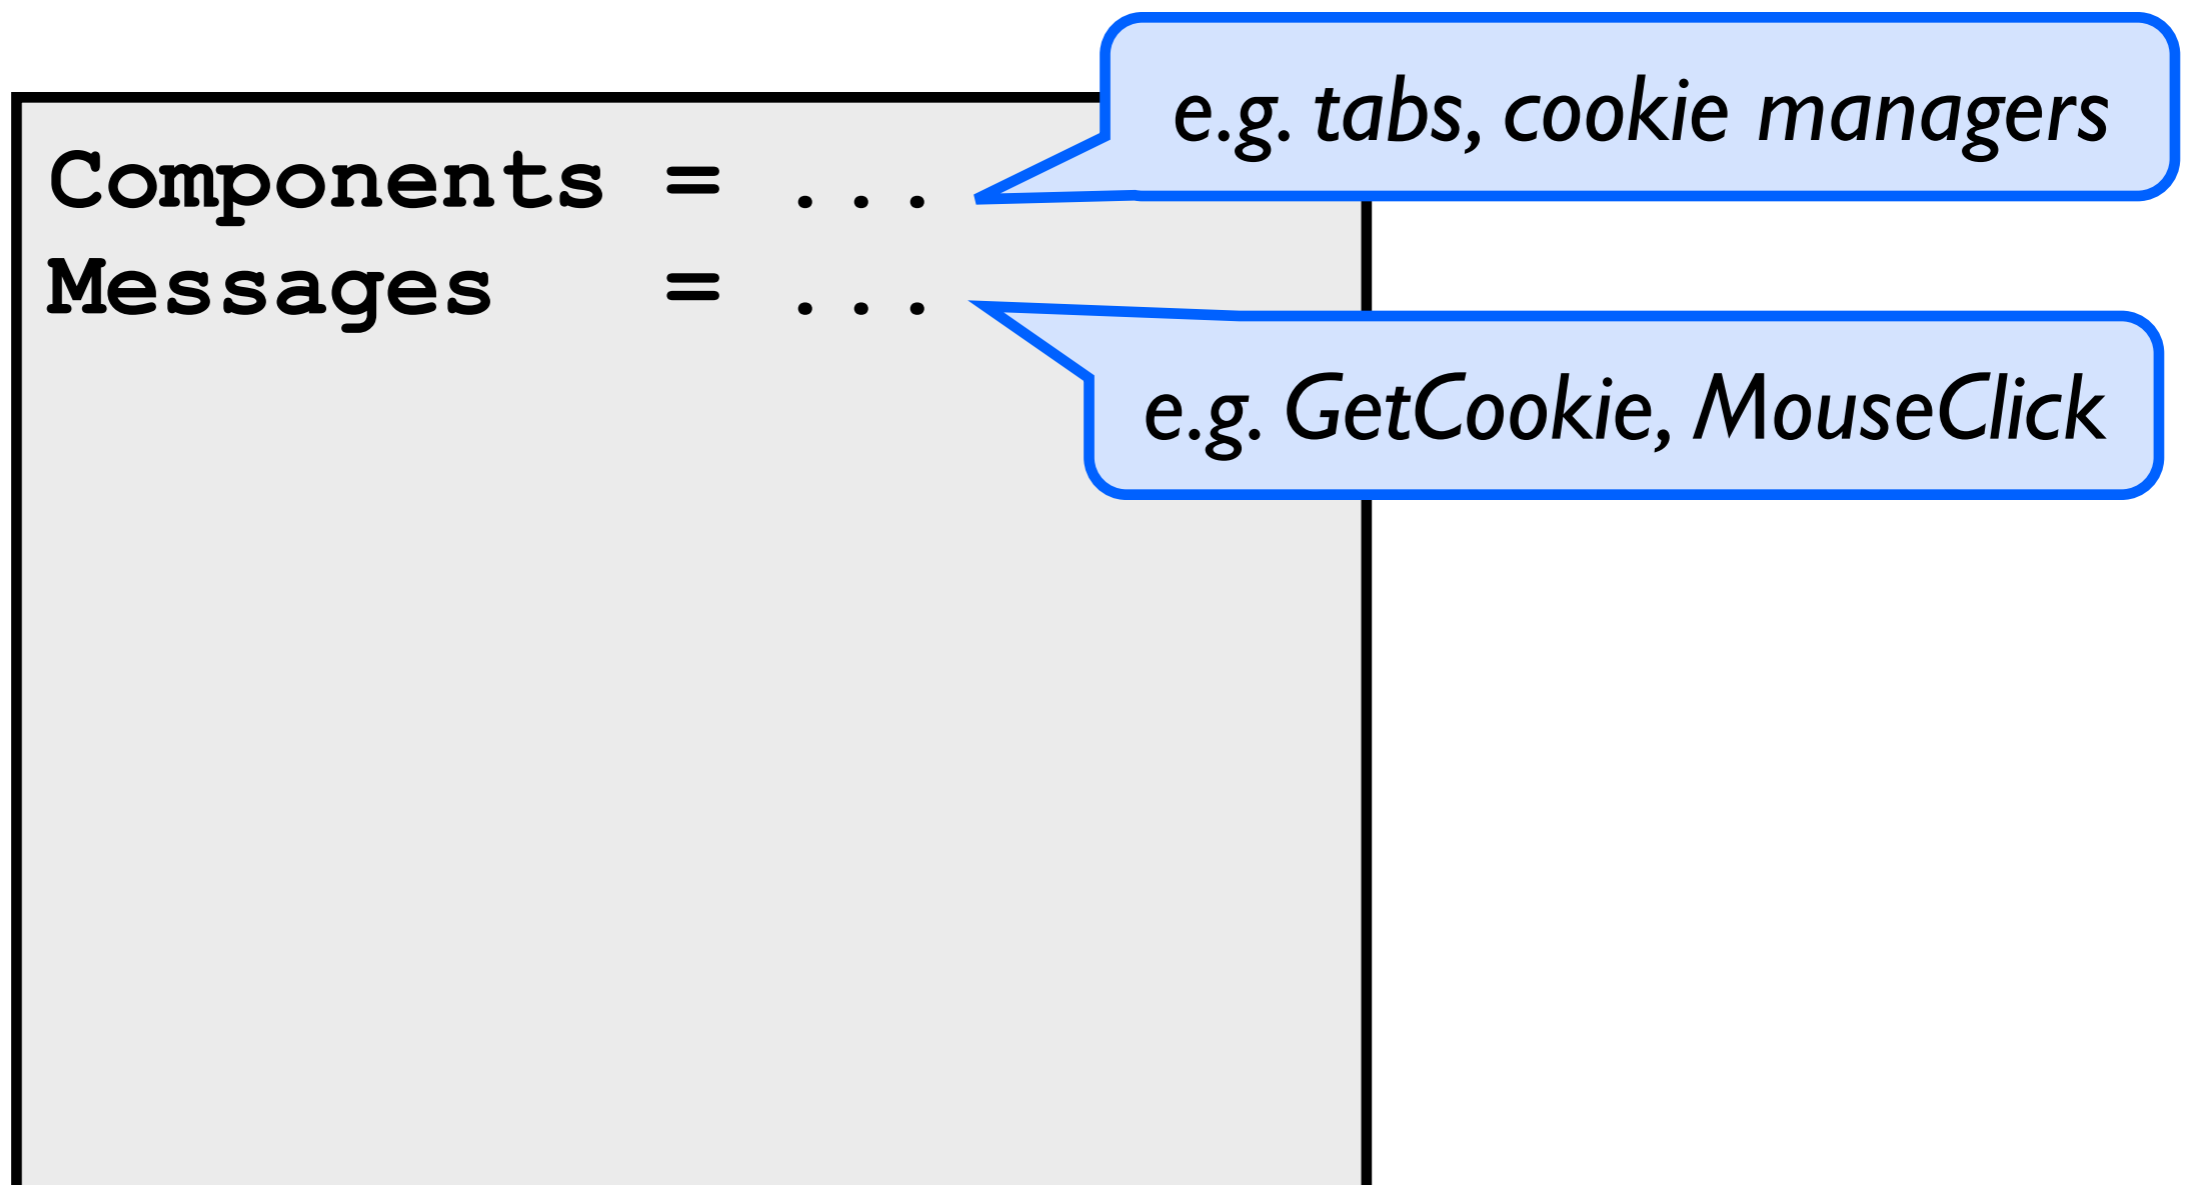 e.g. tabs, cookie managers
Components = ...
Messages   = ...
e.g. GetCookie, MouseClick